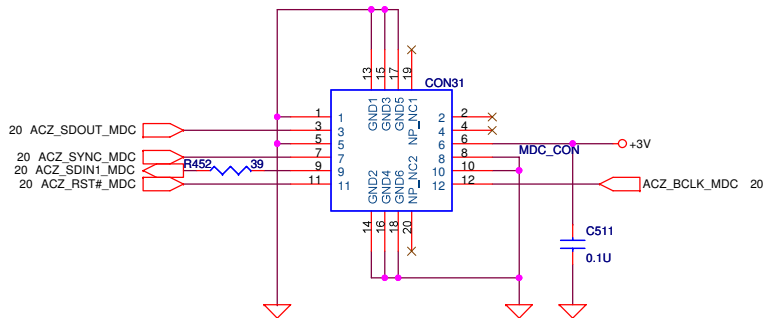 13 15 17 19
CON31
GND1 GND3 GND5 NP_NC1
1 1 2 2
20 ACZ_SDOUT_MDC 3 3 4 4
5 5 6 6 +3V
MDC_CON
20 ACZ_SYNC_MDC 7 7 8 8
20 ACZ_SDIN1_MDC R452 39 9 9 10 10
20 ACZ_RST#_MDC 11 11 12 12 ACZ_BCLK_MDC 20
GND2 GND4 GND6 NP_NC2
14 16 18 20
C511
0.1U